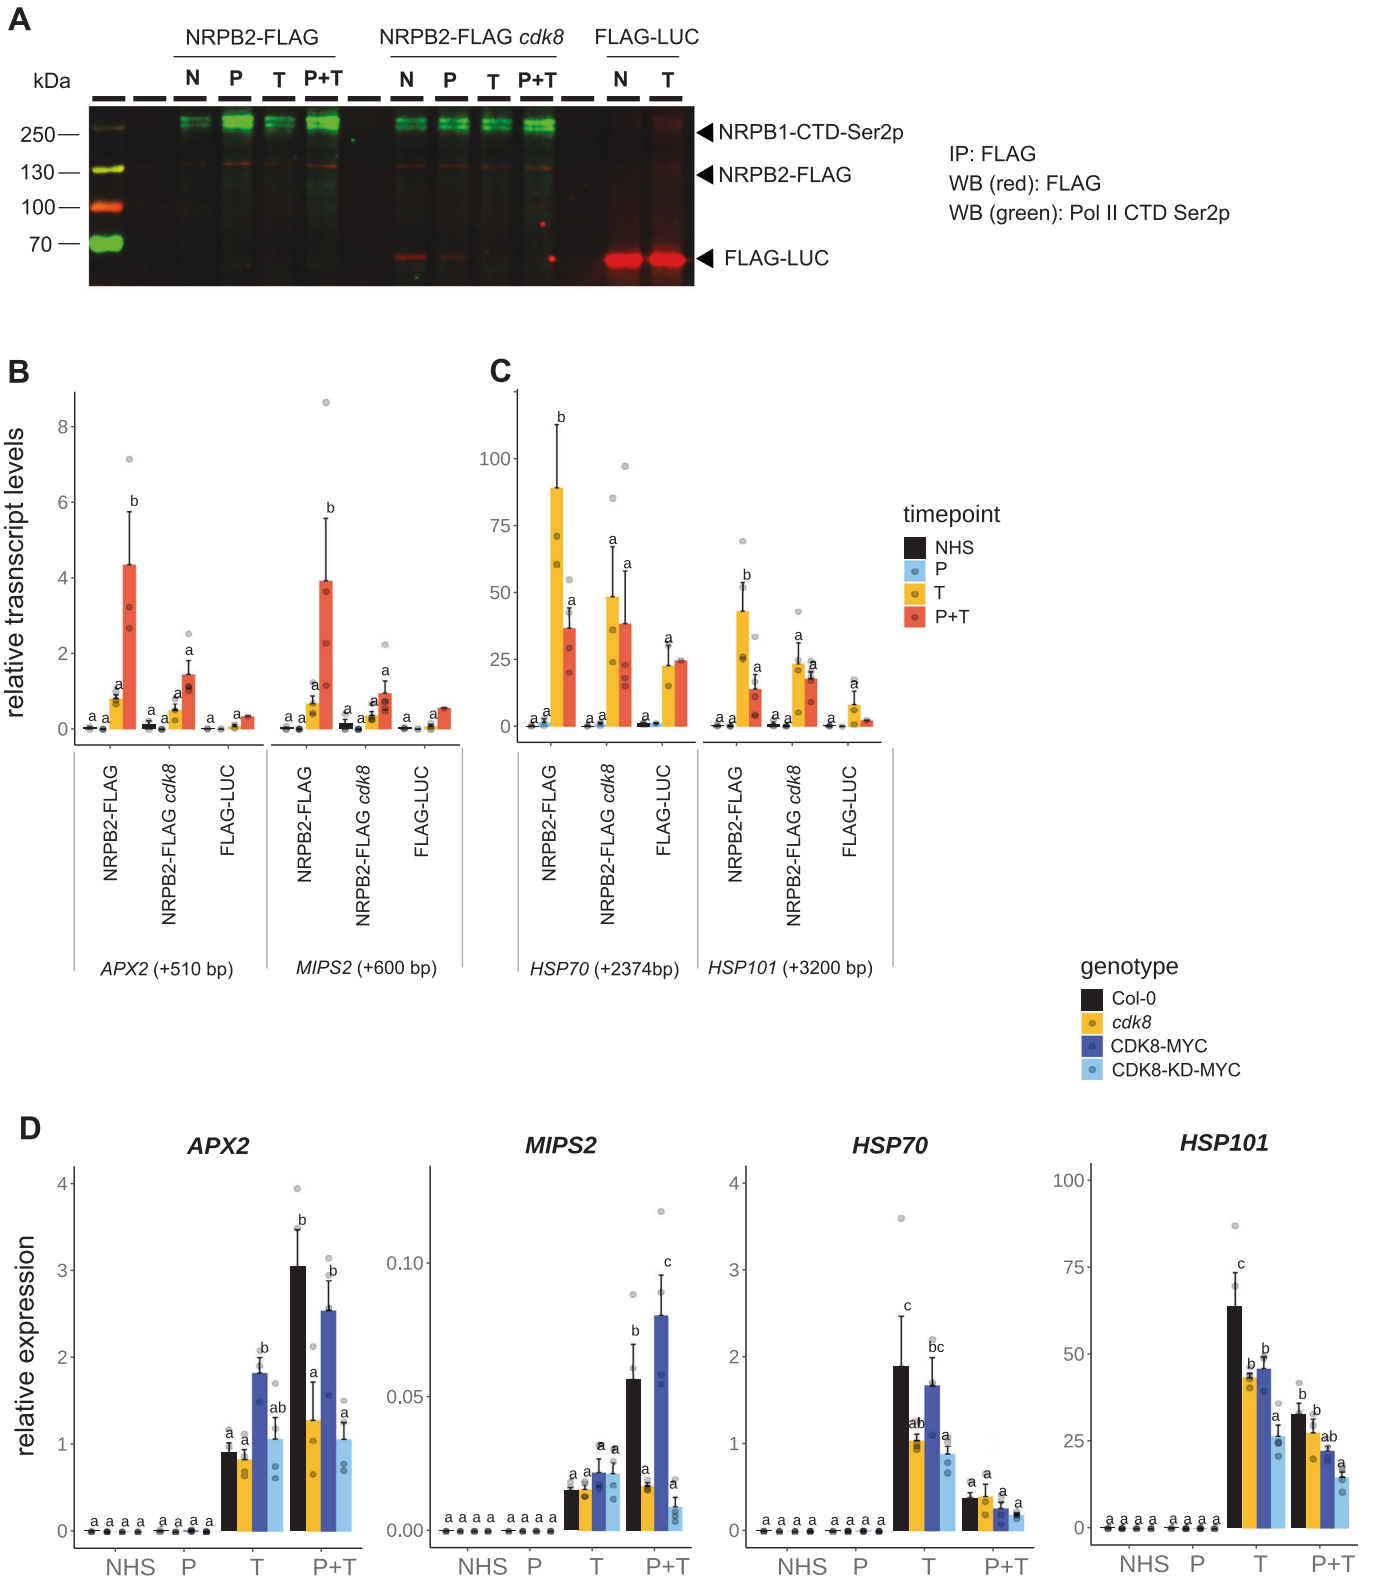 A
NRPB2-FLAG NRPB2-FLAG cdk8 FLAG-LUC
kDa N P T P+T N P T P+T N T
250
130
100
70
NRPB1-CTD-Ser2p
NRPB2-FLAG
FLAG-LUC
IP: FLAG
WB (red): FLAG
WB (green): Pol II CTD Ser2p
B
relative trasnscript levels
8
6
4
2
0
a a a b a a a a a a a
a a a b a a a a a a a
NRPB2-FLAG
NRPB2-FLAG cdk8
FLAG-LUC
NRPB2-FLAG
NRPB2-FLAG cdk8
FLAG-LUC
APX2 (+510 bp) MIPS2 (+600 bp)
C
100
75
50
25
0
a a b a a a a a a a
a a b a a a a a a a
NRPB2-FLAG
NRPB2-FLAG cdk8
FLAG-LUC
NRPB2-FLAG
NRPB2-FLAG cdk8
FLAG-LUC
HSP70 (+2374bp) HSP101 (+3200 bp)
timepoint
NHS
P
T
P+T
genotype
Col-0
cdk8
CDK8-MYC
CDK8-KD-MYC
D
relative expression
APX2
4
3
2
1
0
a a a a a a a a a a b ab b a b a
NHS P T P+T
MIPS2
0.10
0.05
0.00
a a a a a a a a a a a a b a c a
NHS P T P+T
HSP70
4
3
2
1
0
a a a a a a a a c ab bc a a a a a
NHS P T P+T
HSP101
100
75
50
25
0
a a a a a a a a c b b a b b ab a
NHS P T P+T